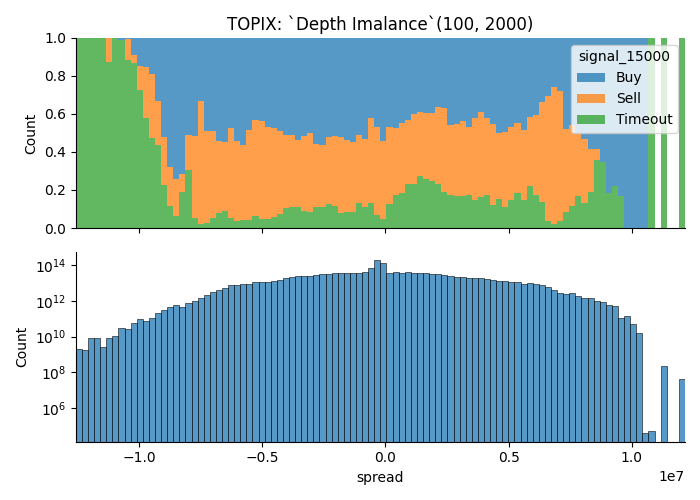 TOPIX: `Depth Imalance`(100, 2000)
Count
1.0
0.8
0.6
0.4
0.2
0.0
signal_15000
Buy
Sell
Timeout
Count
10^14
10^12
10^10
10^8
10^6
−1.0
−0.5
0.0
0.5
1.0
1e7
spread